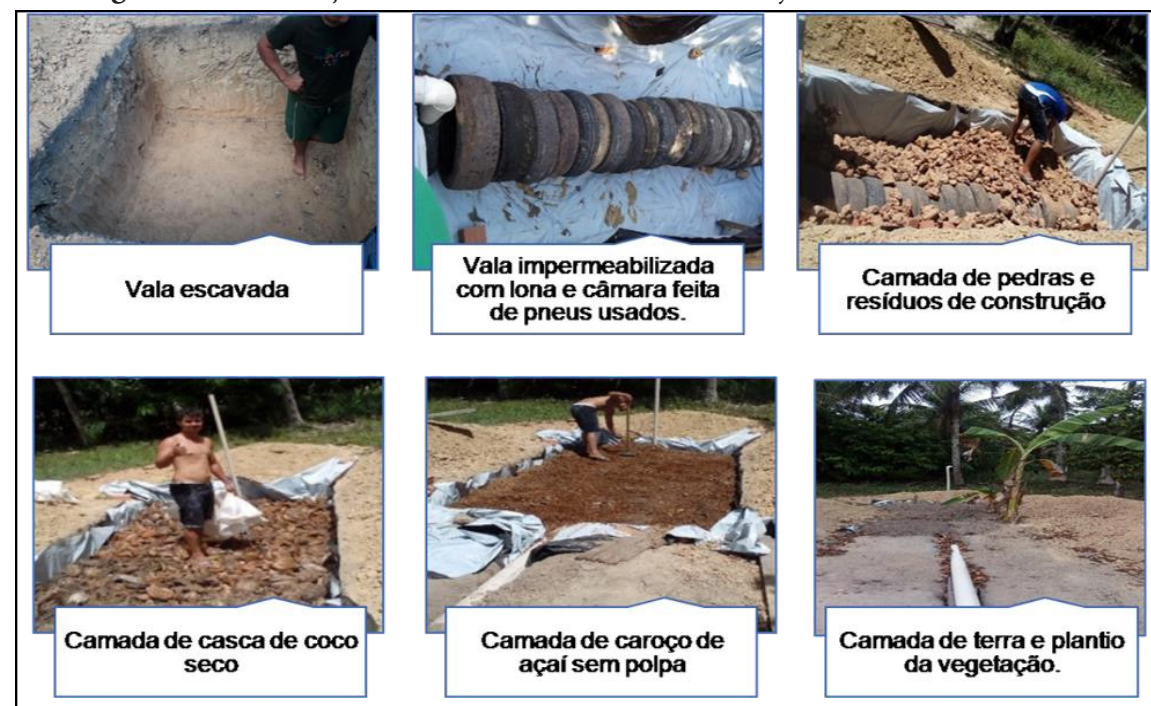 Vala escavada
Vala impermeabilizada
com lona e câmara feita
de pneus usados.
Camada de pedras e
resíduos de construção
Camada de casca de coco
seco
Camada de caroço de
açaí sem polpa
Camada de terra e plantio
da vegetação.